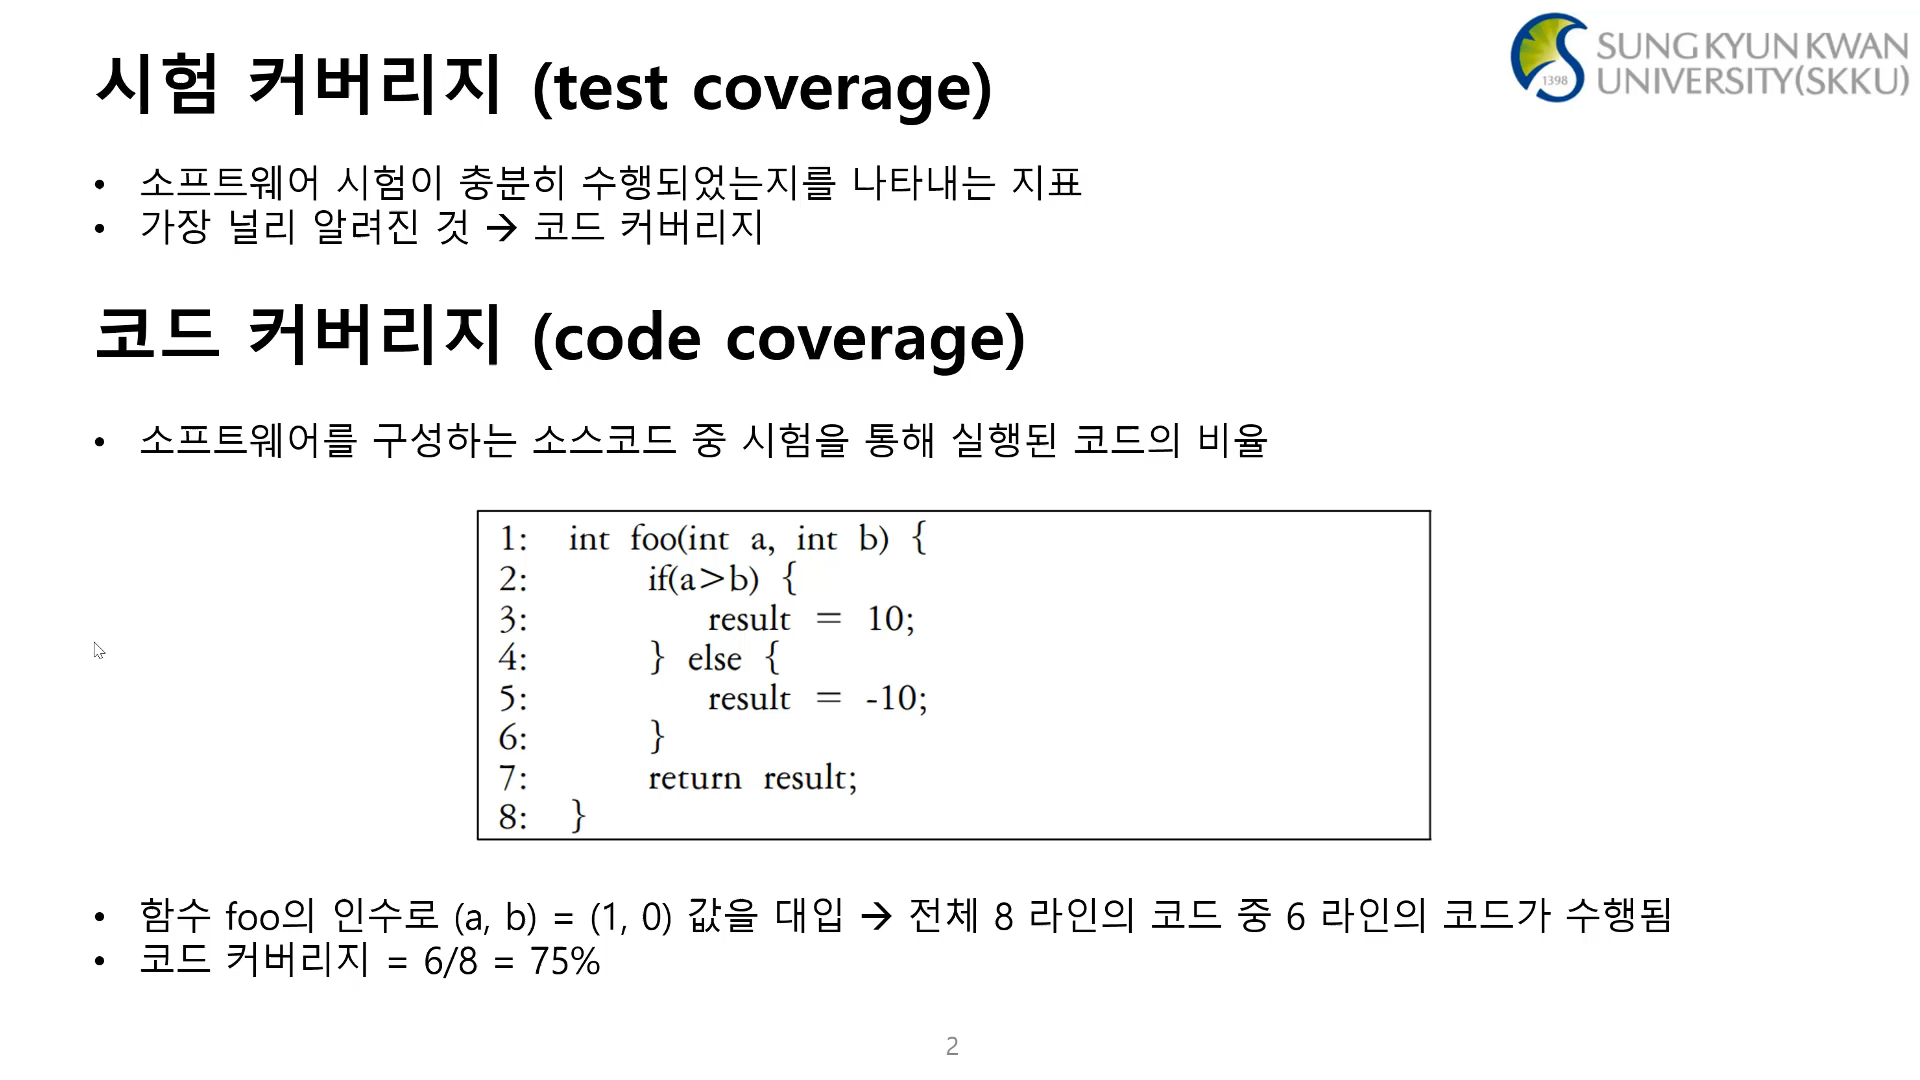 시험 커버리지 (test coverage)
SUNGKYUNKWAN
UNIVERSITY(SKKU)
1398
• 소프트웨어 시험이 충분히 수행되었는지를 나타내는 지표
• 가장 널리 알려진 것 → 코드 커버리지
코드 커버리지 (code coverage)
• 소프트웨어를 구성하는 소스코드 중 시험을 통해 실행된 코드의 비율
1: int foo(int a, int b) {
2: if(a>b) {
3: result = 10;
4: } else {
5: result = -10;
6: }
7: return result;
8: }
• 함수 foo의 인수로 (a, b) = (1, 0) 값을 대입 → 전체 8 라인의 코드 중 6 라인의 코드가 수행됨
• 코드 커버리지 = 6/8 = 75%
2